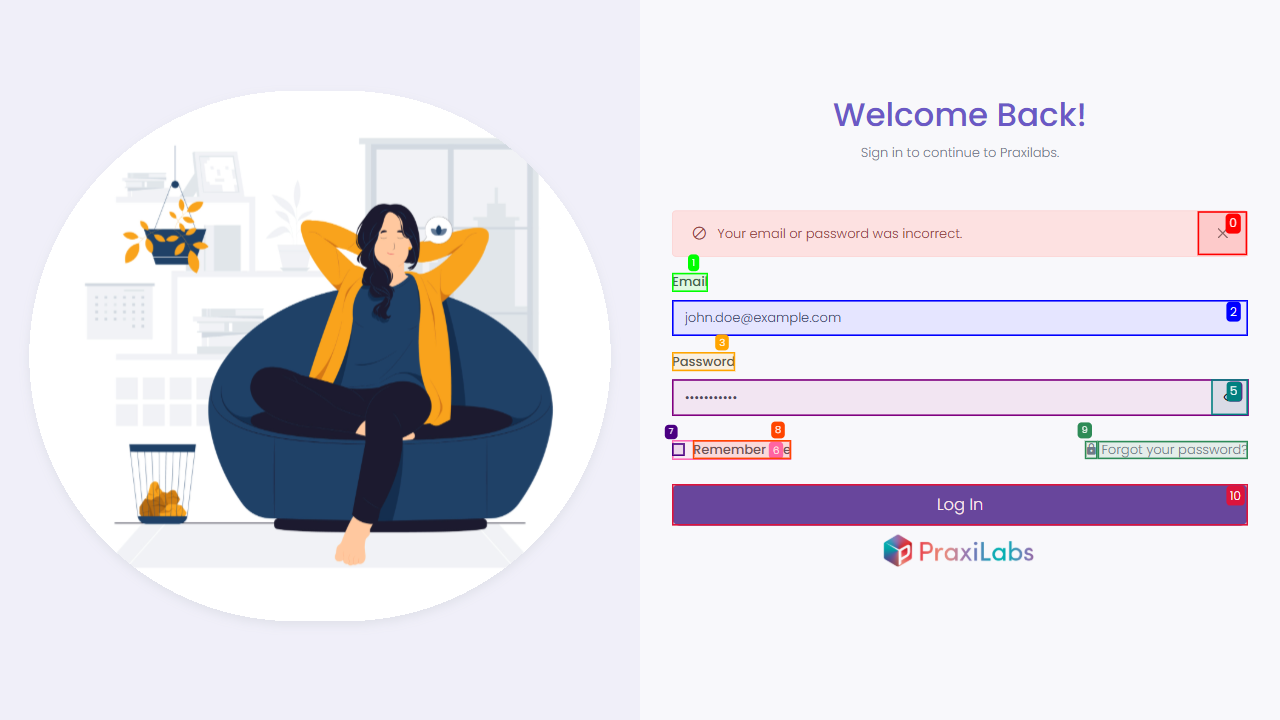 Welcome Back!
Sign in to continue to Praxilabs.
Your email or password was incorrect.
0
1
Email
john.doe@example.com
2
3
Password
•••••••••••
5
7
8
9
Remember
6
e
Forgot your password?
10
Log In
PraxiLabs